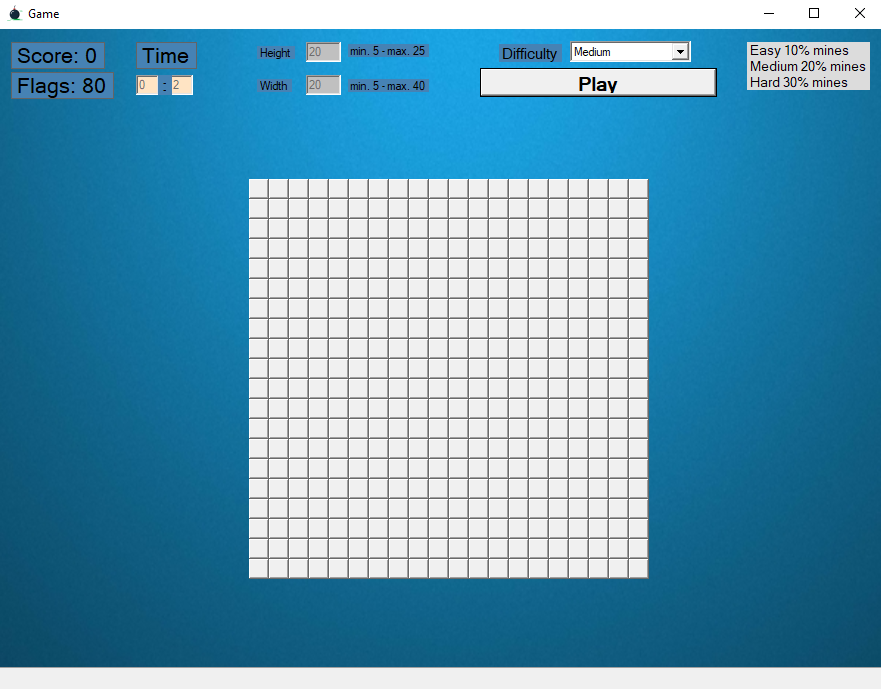 Game
Score: 0
Flags: 80
Time
0 : 2
Height 20 min. 5 - max. 25
Width 20 min. 5 - max. 40
Difficulty Medium
Play
Easy 10% mines
Medium 20% mines
Hard 30% mines